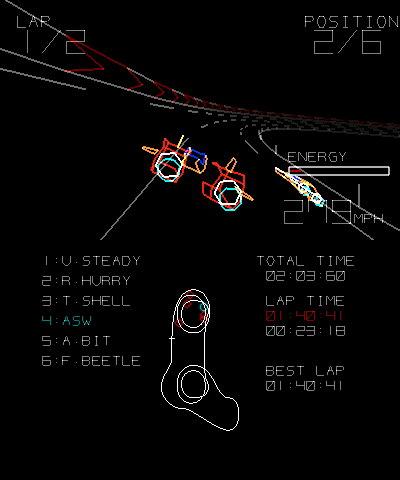 LAP
1/2
POSITION
2/6
ENERGY
MPH
1:V·STEADY
2:R·HURRY
3:T·SHELL
4:ASW
5:A·BIT
6:F·BEETLE
TOTAL TIME
02:03:60
LAP TIME
01:40:41
00:23:18
BEST LAP
01:40:41